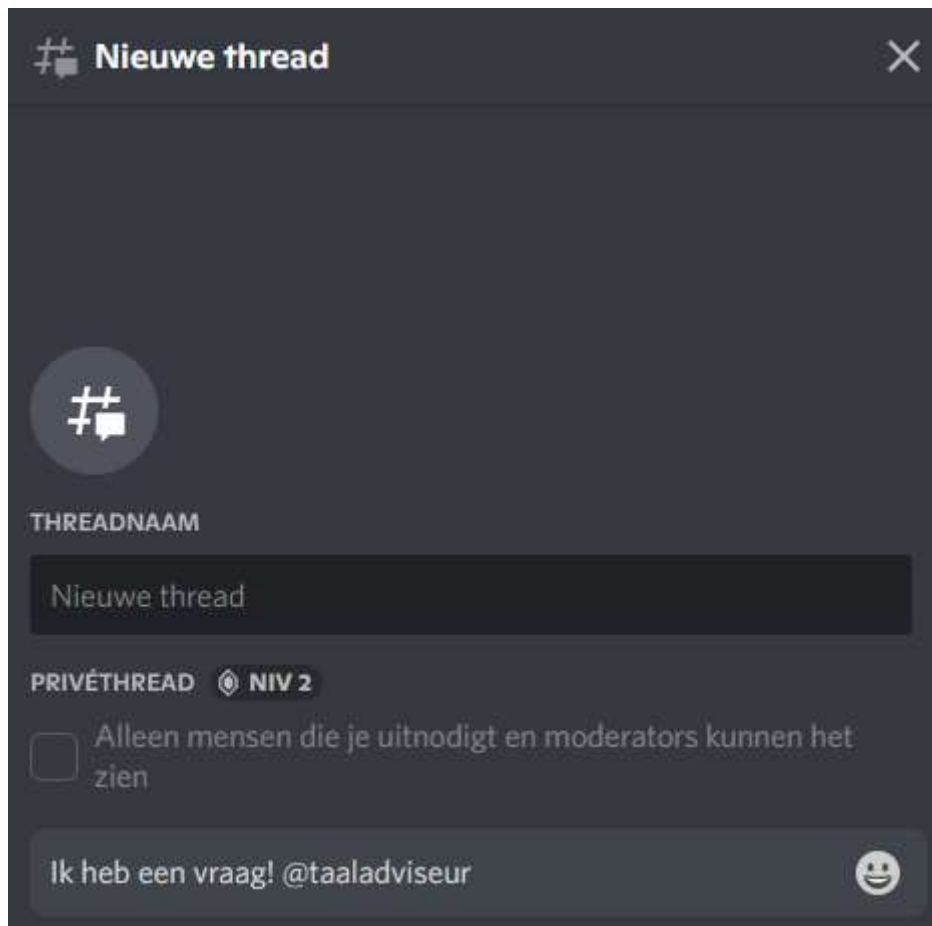 Nieuwe thread
THREADNAAM
Nieuwe thread
PRIVÉTHREAD NIV 2
Alleen mensen die je uitnodigt en moderators kunnen het
zien
Ik heb een vraag! @taaladviseur